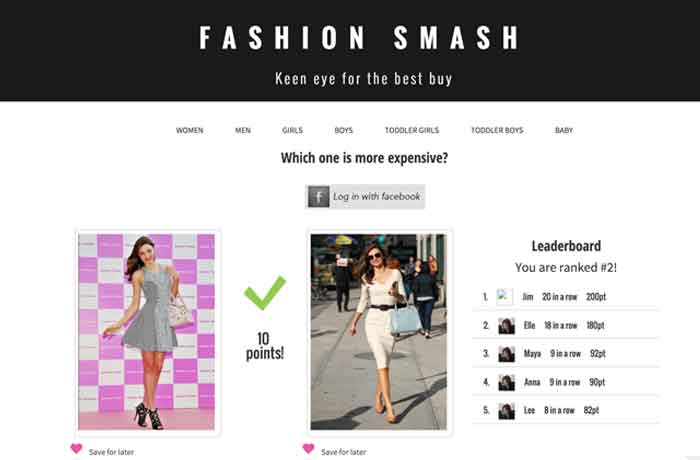 FASHION SMASH
Keen eye for the best buy
WOMEN MEN GIRLS BOYS TODDLER GIRLS TODDLER BOYS BABY
Which one is more expensive?
f Log in with facebook
10
points!
Save for later
Save for later
Leaderboard
You are ranked #2!
1. Jim 20 in a row 200pt
2. Elle 18 in a row 180pt
3. Maya 9 in a row 92pt
4. Anna 9 in a row 90pt
5. Lee 8 in a row 82pt